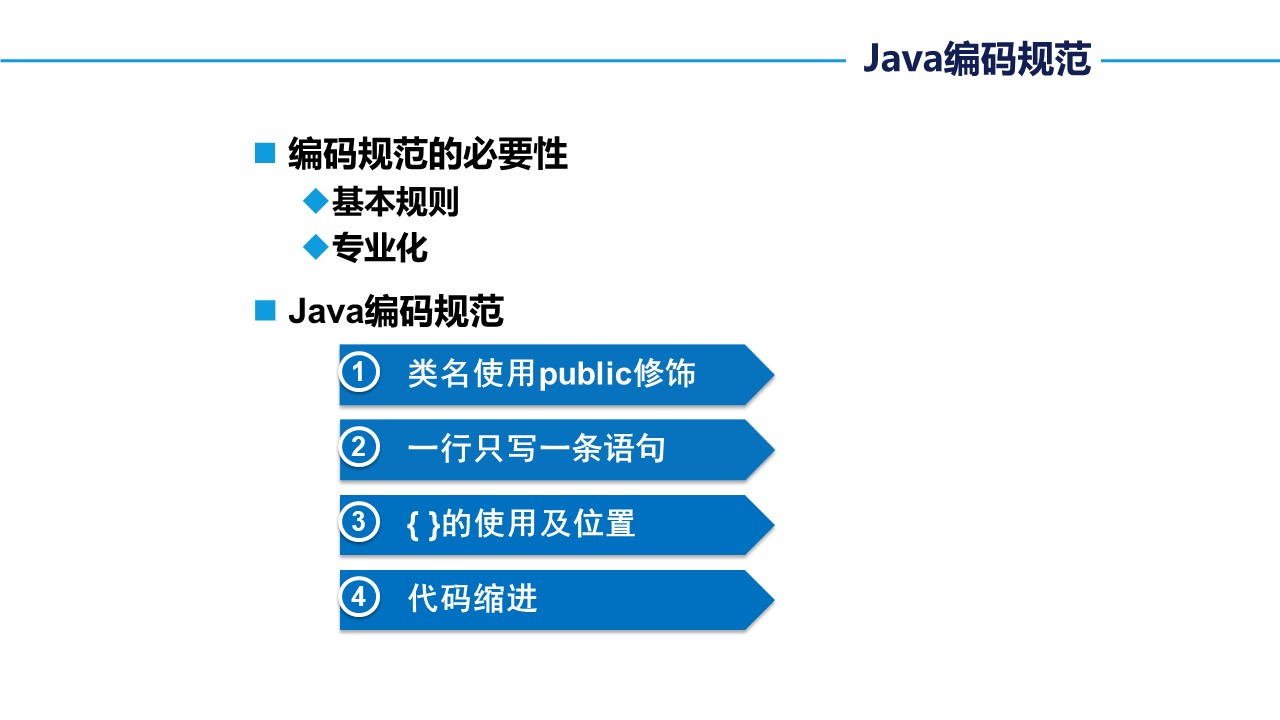 Java编码规范
编码规范的必要性
基本规则
专业化
Java编码规范
1 类名使用public修饰
2 一行只写一条语句
3 { }的使用及位置
4 代码缩进